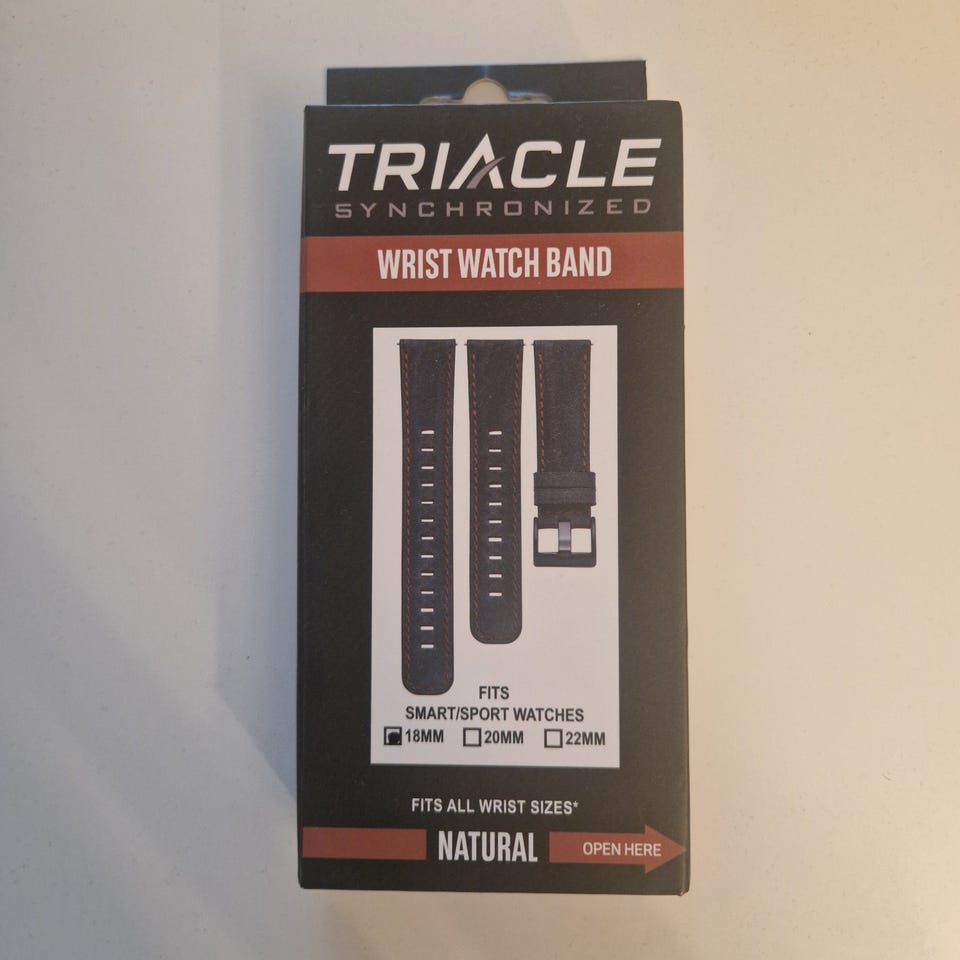 TRIACLE
SYNCHRONIZED
WRIST WATCH BAND
FITS
SMART/SPORT WATCHES
18MM 20MM 22MM
FITS ALL WRIST SIZES*
NATURAL
OPEN HERE